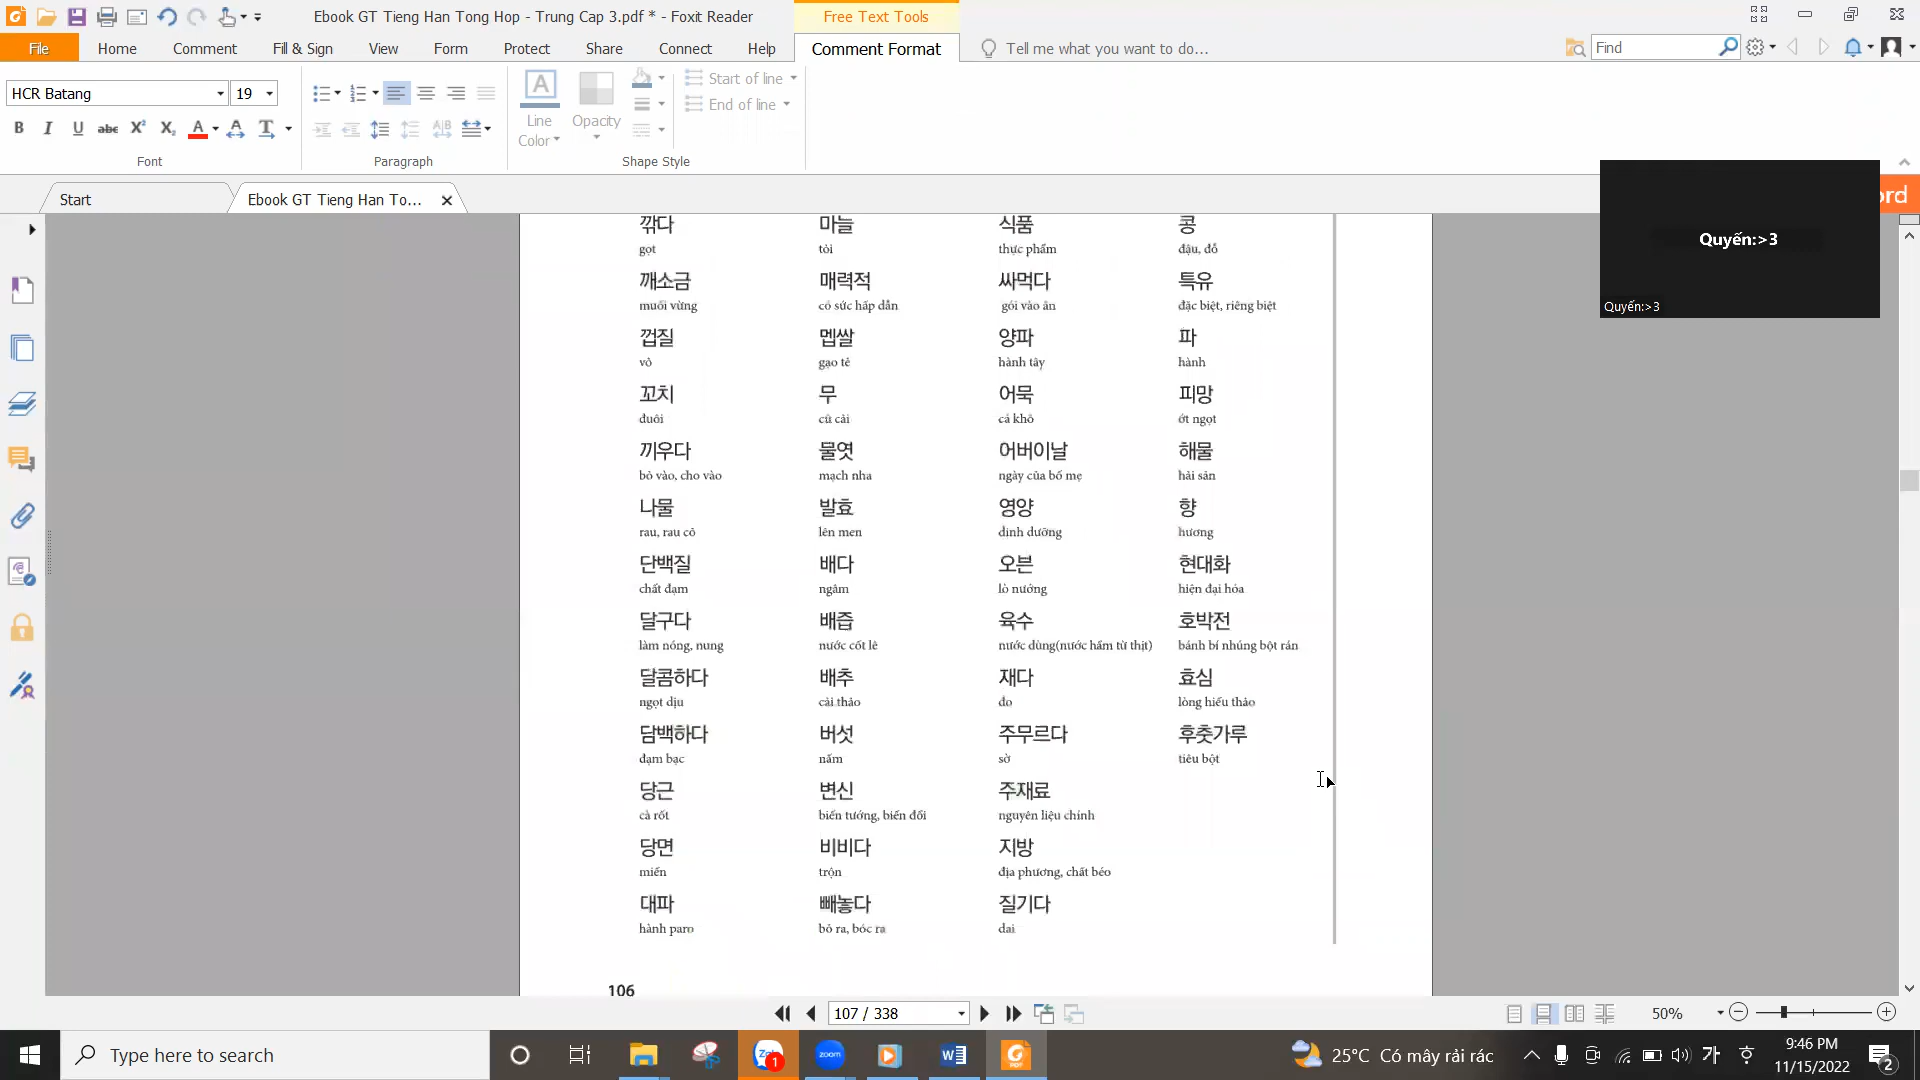 Ebook GT Tieng Han Tong Hop - Trung Cap 3.pdf * - Foxit Reader
Free Text Tools
File Home Comment Fill & Sign View Form Protect Share Connect Help Comment Format Tell me what you want to do... Find
HCR Batang 19
Start of line
End of line
Line Color
Opacity
Font Paragraph Shape Style
Start
Ebook GT Tieng Han To...
Quyến:>3
Quyến:>3
깎다 마늘 식품 콩
gọt tỏi thực phẩm đậu, đỗ
깨소금 매력적 싸먹다 특유
muối vừng có sức hấp dẫn gói vào ăn đặc biệt, riêng biệt
껍질 멥쌀 양파 파
vỏ gạo tẻ hành tây hành
꼬치 무 어묵 피망
đuôi củ cải cá khô ớt ngọt
끼우다 물엿 어버이날 해물
bỏ vào, cho vào mạch nha ngày của bố mẹ hải sản
나물 발효 영양 향
rau, rau cỏ lên men dinh dưỡng hương
단백질 배다 오븐 현대화
chất đạm ngâm lò nướng hiện đại hóa
달구다 배즙 육수 호박전
làm nóng, nung nước cốt lê nước dùng(nước hầm từ thịt) bánh bí nhúng bột rán
달콤하다 배추 재다 효심
ngọt dịu cải thảo đo lòng hiếu thảo
담백하다 버섯 주무르다 후춧가루
đạm bạc nấm sờ tiêu bột
당근 변신 주재료
cà rốt biến tướng, biến đổi nguyên liệu chính
당면 비비다 지방
miến trộn địa phương, chất béo
대파 빼놓다 질기다
hành paro bỏ ra, bóc ra dai
106
107 / 338
50%
Type here to search
zoom
25°C Có mây rải rác
가
9:46 PM
11/15/2022
2